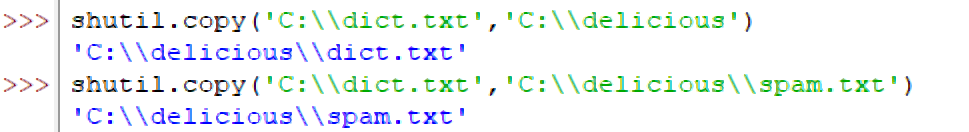 >>> shutil.copy('C:\\dict.txt','C:\\delicious')
'C:\\delicious\\dict.txt'
>>> shutil.copy('C:\\dict.txt','C:\\delicious\\spam.txt')
'C:\\delicious\\spam.txt'